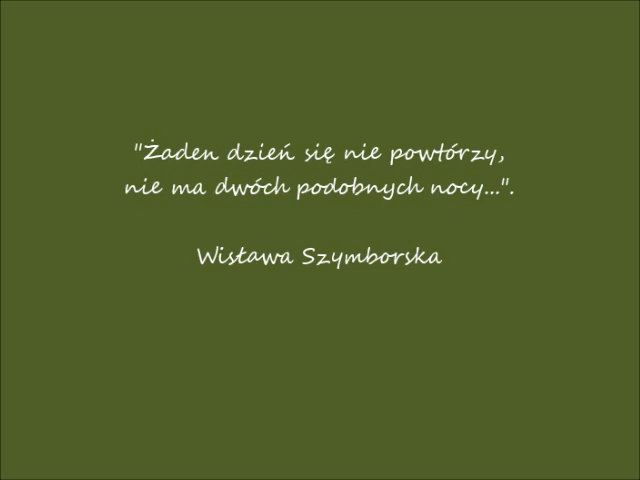 "Żaden dzień się nie powtórzy,
nie ma dwóch podobnych nocy...".
Wisława Szymborska